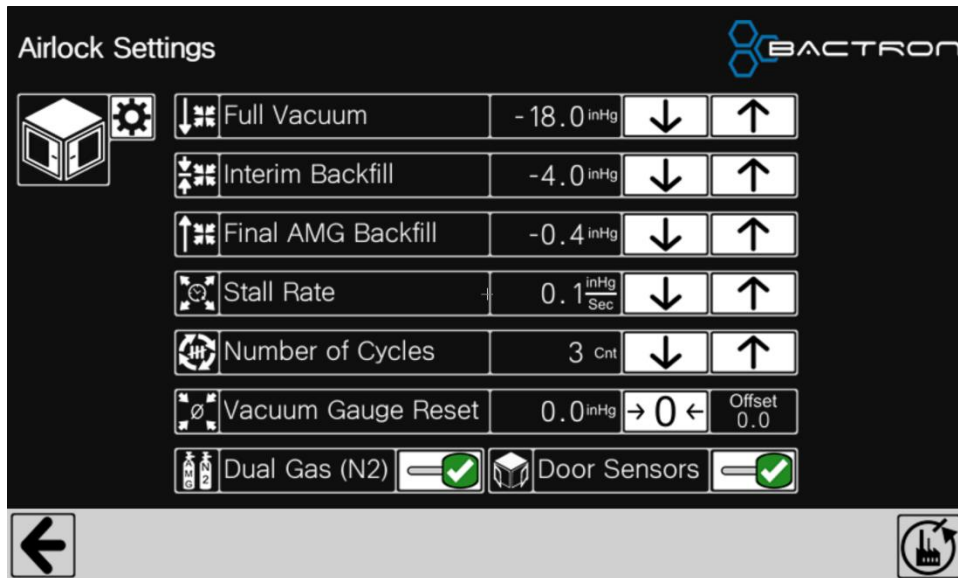 Airlock Settings
BACTRON
Full Vacuum -18.0 inHg
Interim Backfill -4.0 inHg
Final AMG Backfill -0.4 inHg
Stall Rate 0.1 inHg/Sec
Number of Cycles 3 Cnt
Vacuum Gauge Reset 0.0 inHg →0← Offset 0.0
AMG N2 Dual Gas (N2) Door Sensors